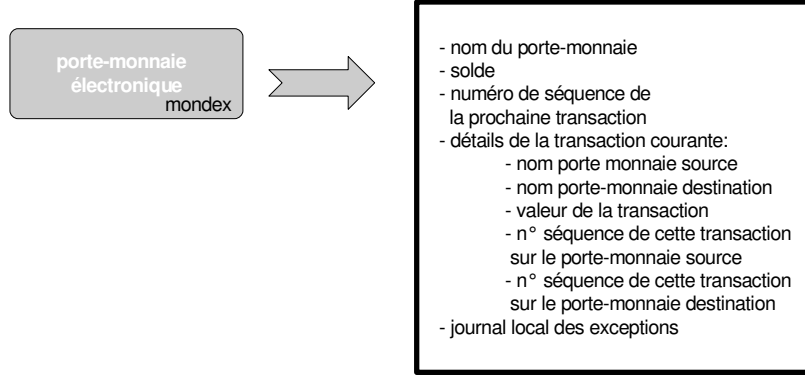 porte-monnaie
électronique
mondex
- nom du porte-monnaie
- solde
- numéro de séquence de
la prochaine transaction
- détails de la transaction courante:
- nom porte monnaie source
- nom porte-monnaie destination
- valeur de la transaction
- n° séquence de cette transaction
sur le porte-monnaie source
- n° séquence de cette transaction
sur le porte-monnaie destination
- journal local des exceptions